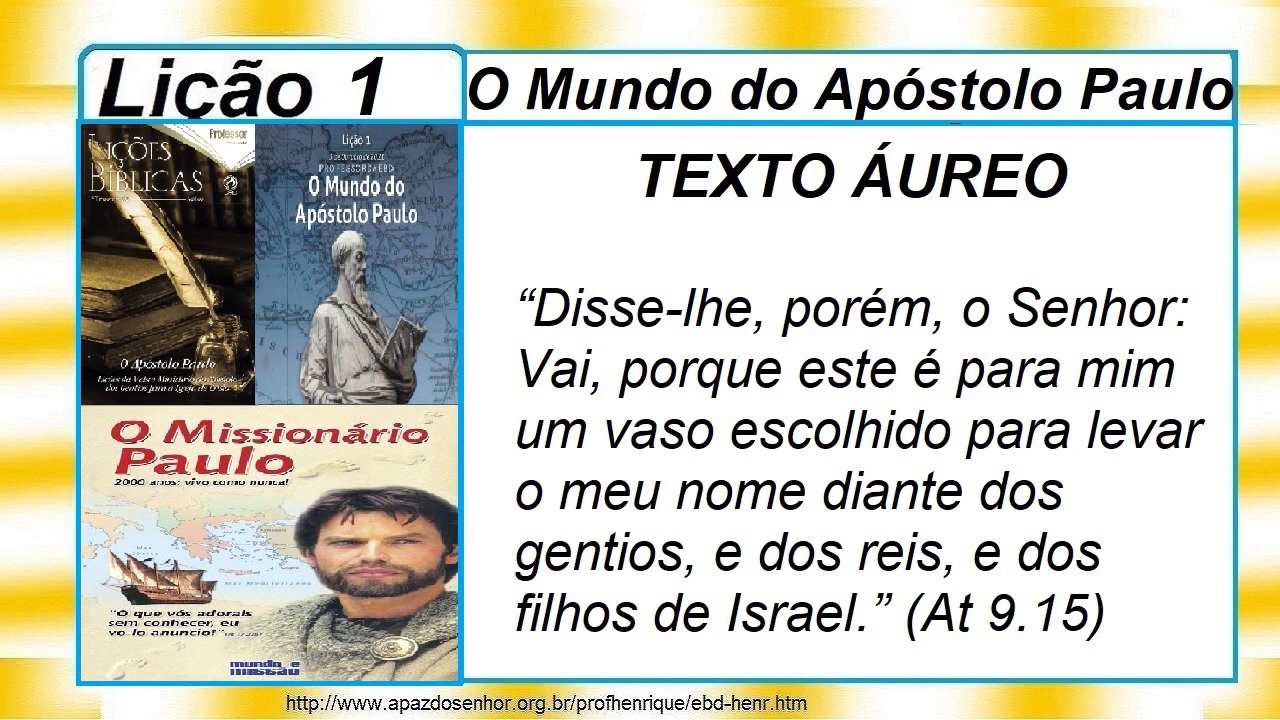 Lição 1
O Mundo do Apóstolo Paulo
LIÇÕES
BÍBLICAS
Professor
Lição 1
O Mundo do
Apóstolo Paulo
O Apóstolo Paulo
O Missionário
Paulo
2000 anos: vivo como nunca!
Mar Mediterrâneo
"O que vós adorais
sem conhecer, eu
vo-lo anuncio!"
mundo e
missão
TEXTO ÁUREO
“Disse-lhe, porém, o Senhor:
Vai, porque este é para mim
um vaso escolhido para levar
o meu nome diante dos
gentios, e dos reis, e dos
filhos de Israel.” (At 9.15)
http://www.apazdosenhor.org.br/profhenrique/ebd-henr.htm